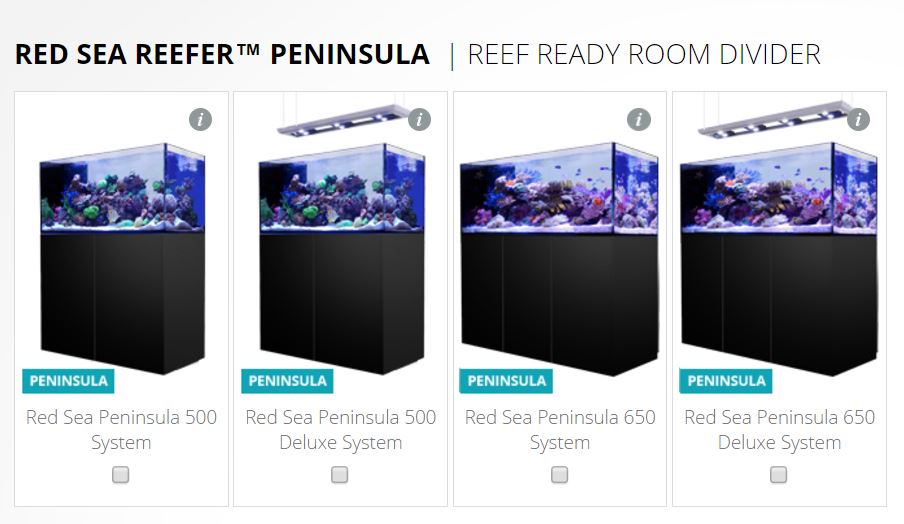 RED SEA REEFER™ PENINSULA | REEF READY ROOM DIVIDER
i
i
i
i
PENINSULA
PENINSULA
PENINSULA
PENINSULA
Red Sea Peninsula 500
System
Red Sea Peninsula 500
Deluxe System
Red Sea Peninsula 650
System
Red Sea Peninsula 650
Deluxe System